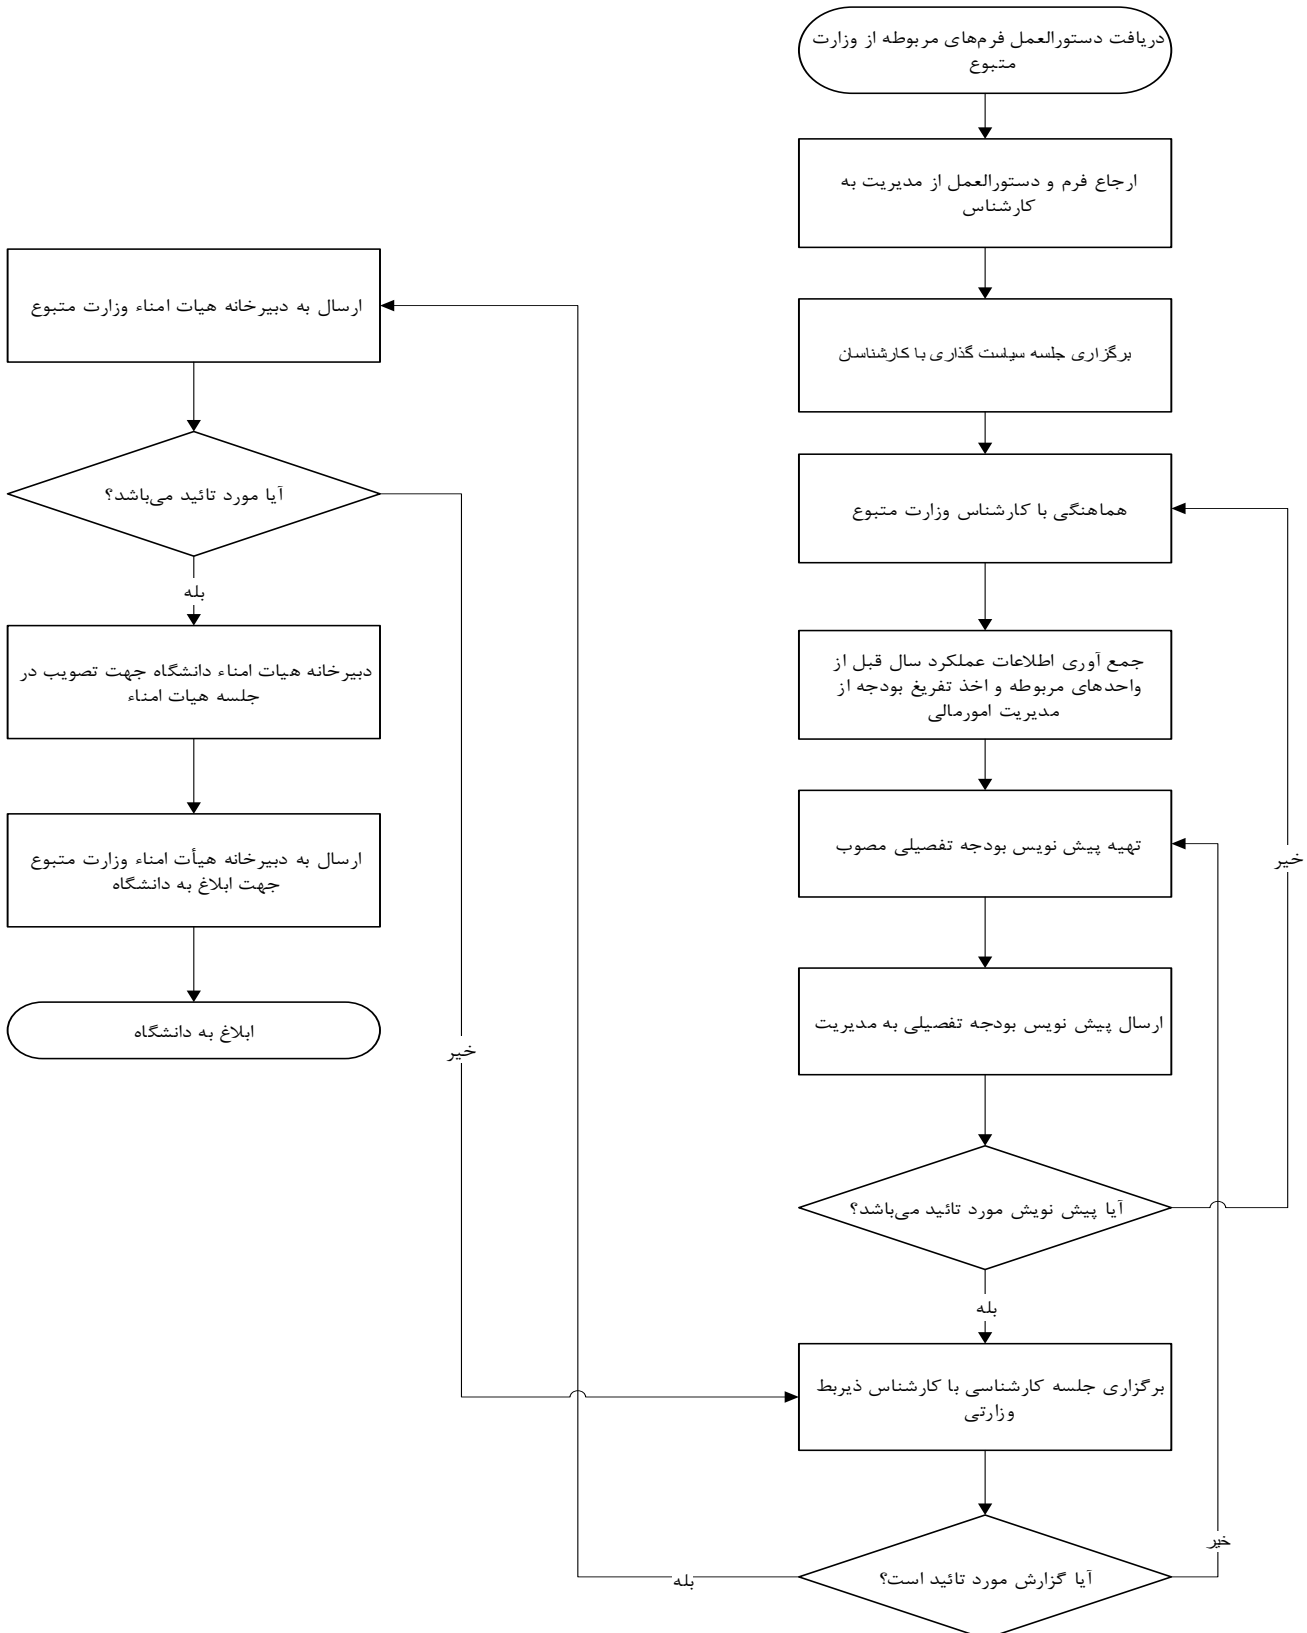 دریافت دستورالعمل فرم‌های مربوطه از وزارت
متبوع
ارجاع فرم و دستورالعمل از مدیریت به
کارشناس
برگزاری جلسه سیاست گذاری با کارشناسان
هماهنگی با کارشناس وزارت متبوع
جمع آوری اطلاعات عملکرد سال قبل از
واحدهای مربوطه و اخذ تفریغ بودجه از
مدیریت امورمالی
تهیه پیش نویس بودجه تفصیلی مصوب
خیر
ارسال پیش نویس بودجه تفصیلی به مدیریت
آیا پیش نویش مورد تائید می‌باشد؟
بله
برگزاری جلسه کارشناسی با کارشناس ذیربط
وزارتی
خیر
آیا گزارش مورد تائید است؟
بله
ارسال به دبیرخانه هیات امناء وزارت متبوع
آیا مورد تائید می‌باشد؟
بله
خیر
دبیرخانه هیات امناء دانشگاه جهت تصویب در
جلسه هیات امناء
ارسال به دبیرخانه هیأت امناء وزارت متبوع
جهت ابلاغ به دانشگاه
ابلاغ به دانشگاه